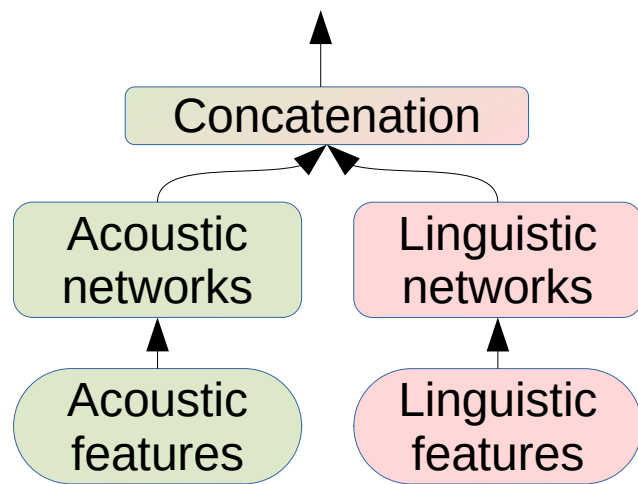 Concatenation
Acoustic
networks
Linguistic
networks
Acoustic
features
Linguistic
features